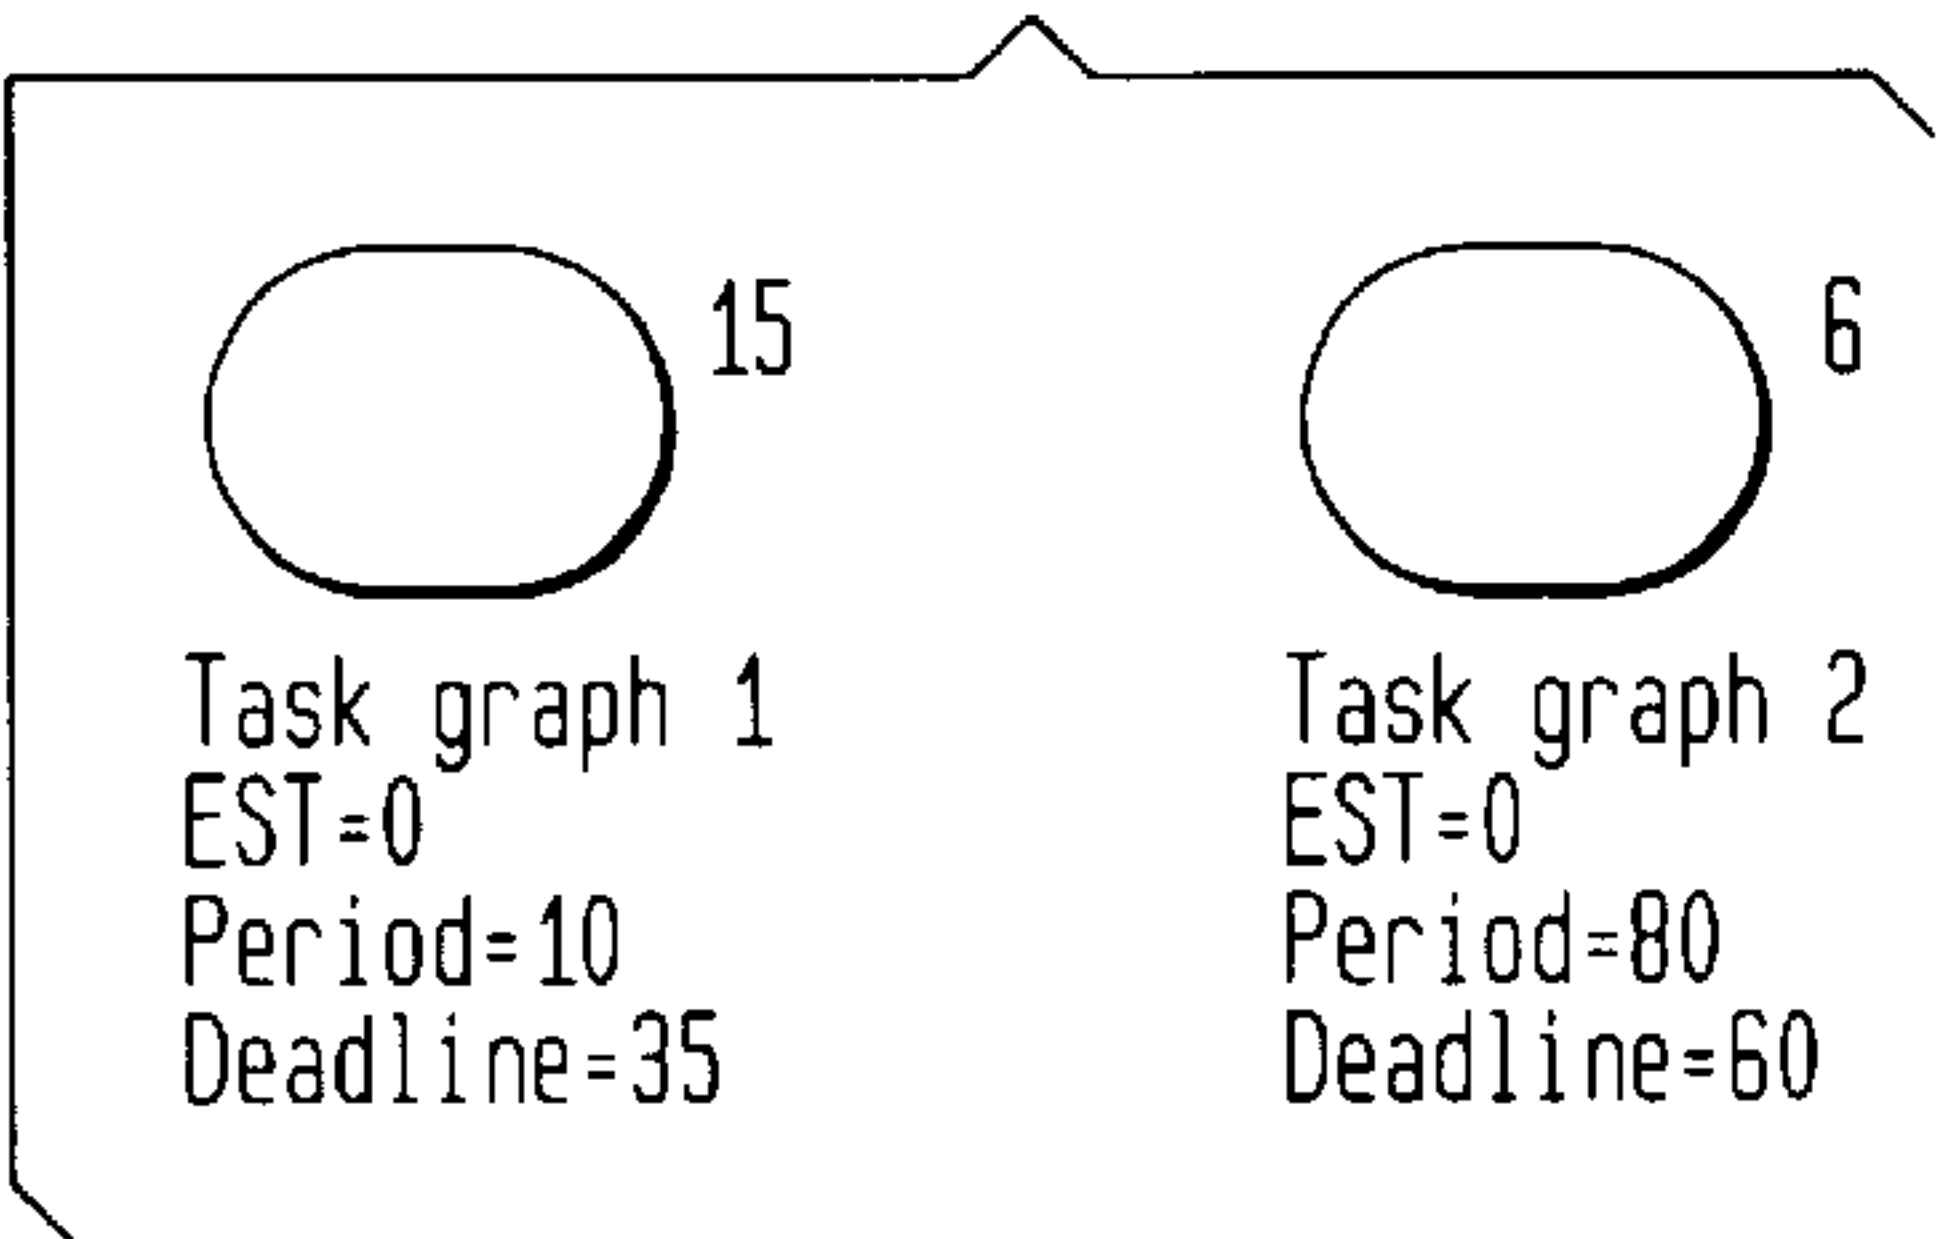 15
6
Task graph 1
EST=0
Period=10
Deadline=35
Task graph 2
EST=0
Period=80
Deadline=60